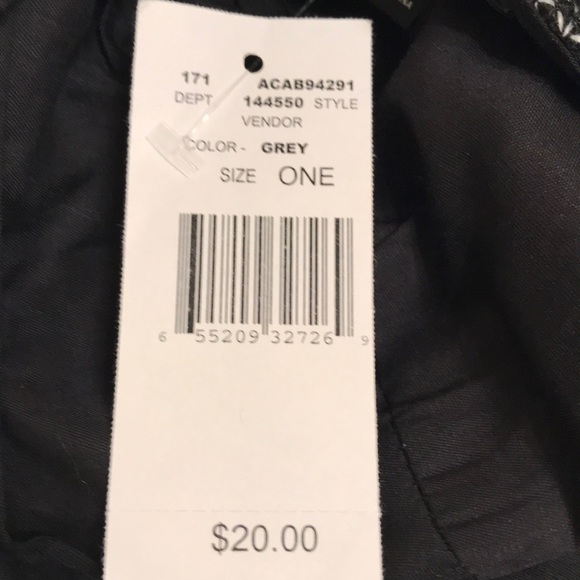 171 ACAB94291
DEPT 144550 STYLE
VENDOR
COLOR - GREY
SIZE ONE
6 55209 32726 9
$20.00